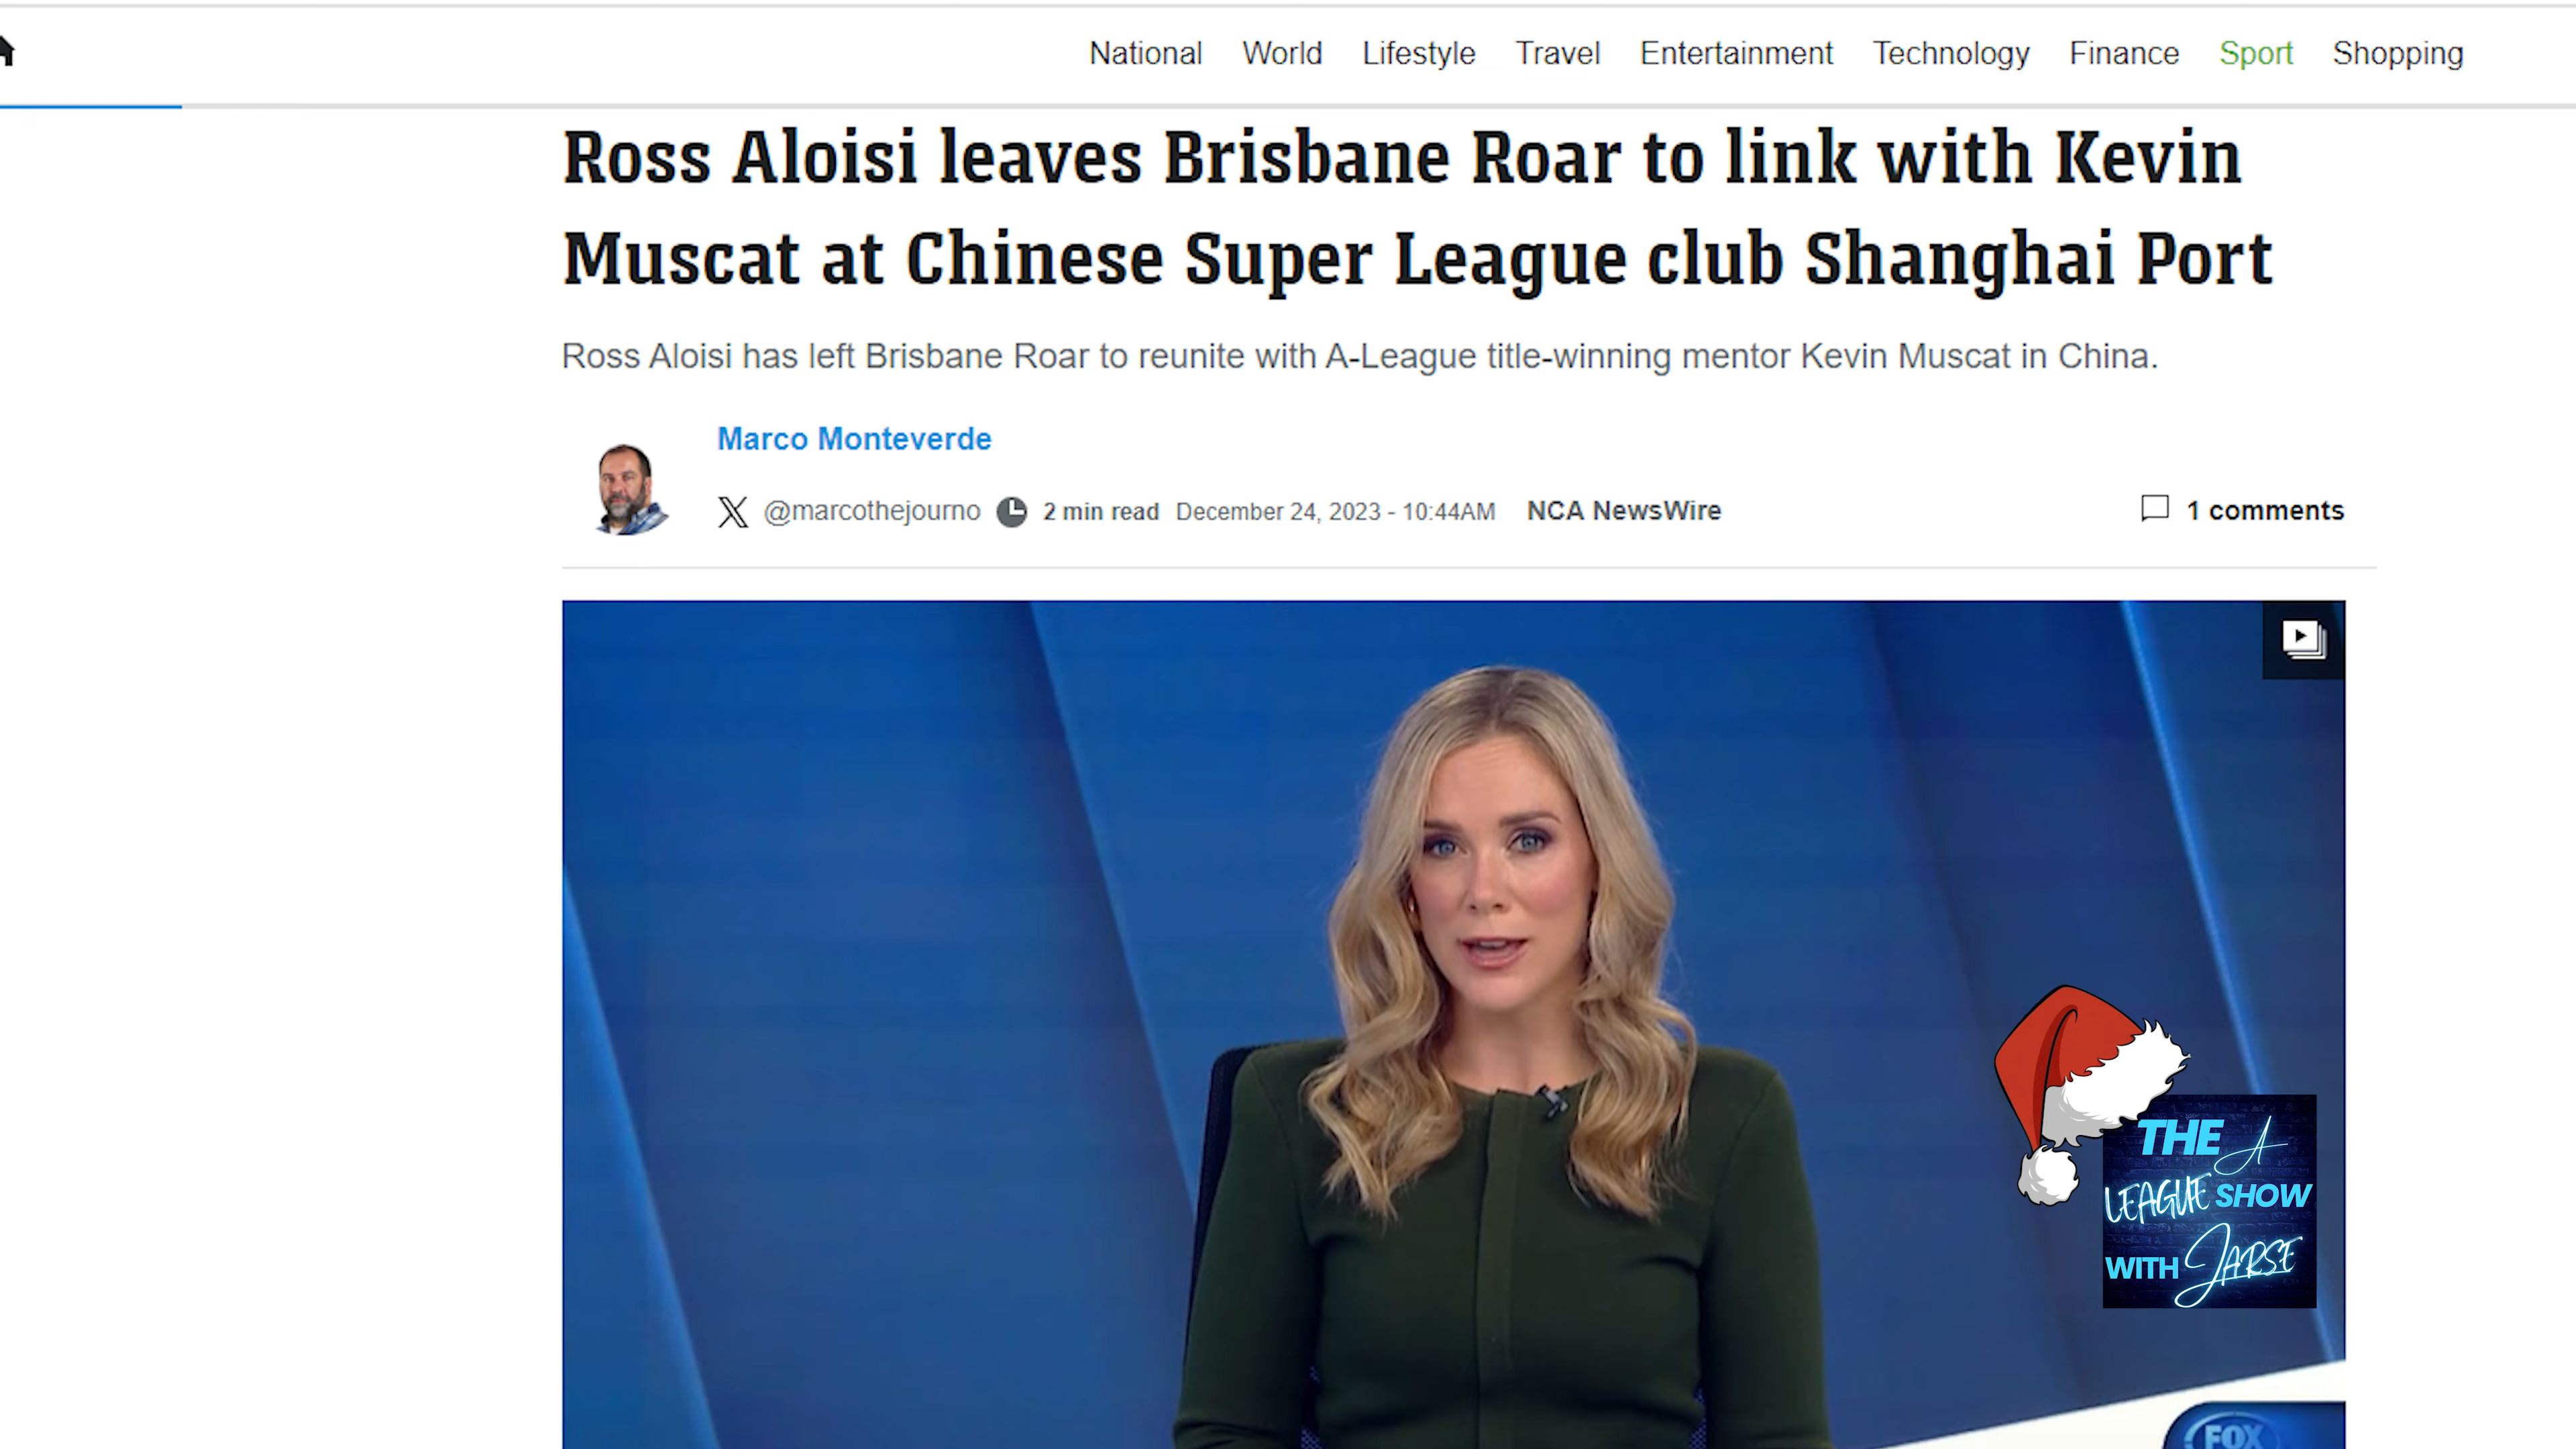 National World Lifestyle Travel Entertainment Technology Finance Sport Shopping
Ross Aloisi leaves Brisbane Roar to link with Kevin
Muscat at Chinese Super League club Shanghai Port
Ross Aloisi has left Brisbane Roar to reunite with A-League title-winning mentor Kevin Muscat in China.
Marco Monteverde
@marcothejourno 2 min read December 24, 2023 - 10:44AM NCA NewsWire 1 comments
THE A
LEAGUE SHOW
WITH JARSE
FOX